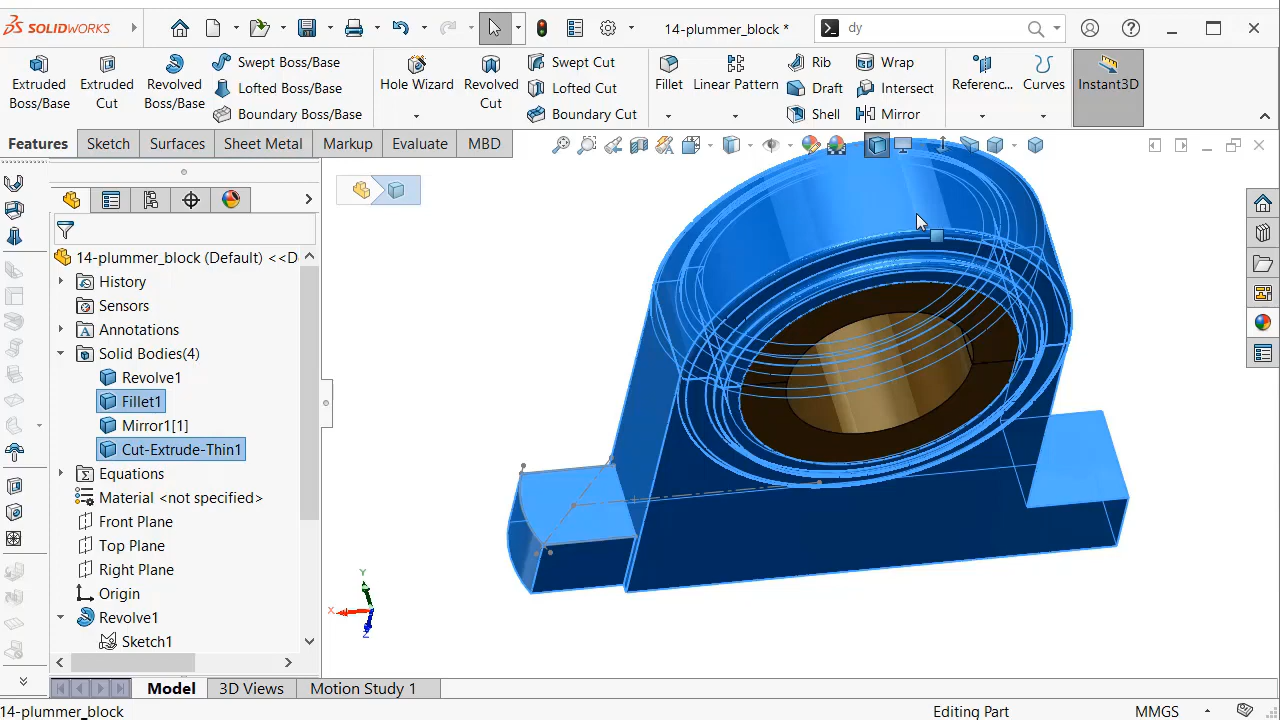 SOLIDWORKS
14-plummer_block *
dy
Extruded Boss/Base
Extruded Cut
Revolved Boss/Base
Swept Boss/Base
Lofted Boss/Base
Boundary Boss/Base
Hole Wizard
Revolved Cut
Swept Cut
Lofted Cut
Boundary Cut
Fillet
Linear Pattern
Rib
Draft
Shell
Wrap
Intersect
Mirror
Referenc...
Curves
Instant3D
Features
Sketch
Surfaces
Sheet Metal
Markup
Evaluate
MBD
14-plummer_block (Default) <<D
History
Sensors
Annotations
Solid Bodies(4)
Revolve1
Fillet1
Mirror1[1]
Cut-Extrude-Thin1
Equations
Material <not specified>
Front Plane
Top Plane
Right Plane
Origin
Revolve1
Sketch1
Y
X
Z
Model
3D Views
Motion Study 1
14-plummer_block
Editing Part
MMGS